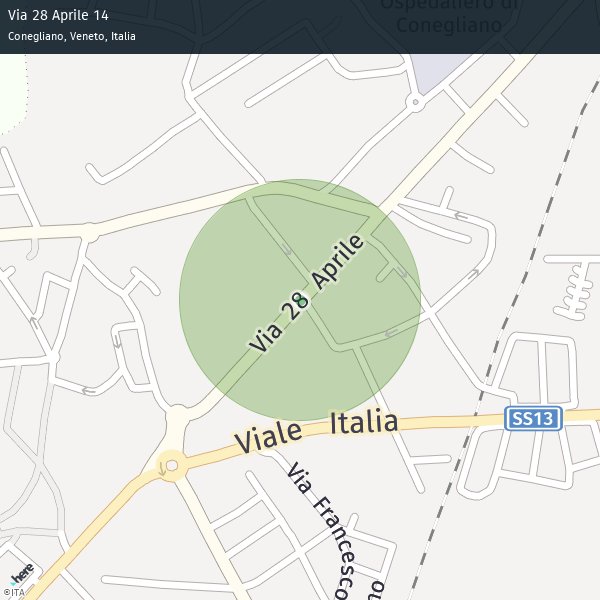 Via 28 Aprile 14
Conegliano, Veneto, Italia
Ospedaliero di
Conegliano
Via 28 Aprile
SS13
Viale Italia
Via Francesco
here
©ITA